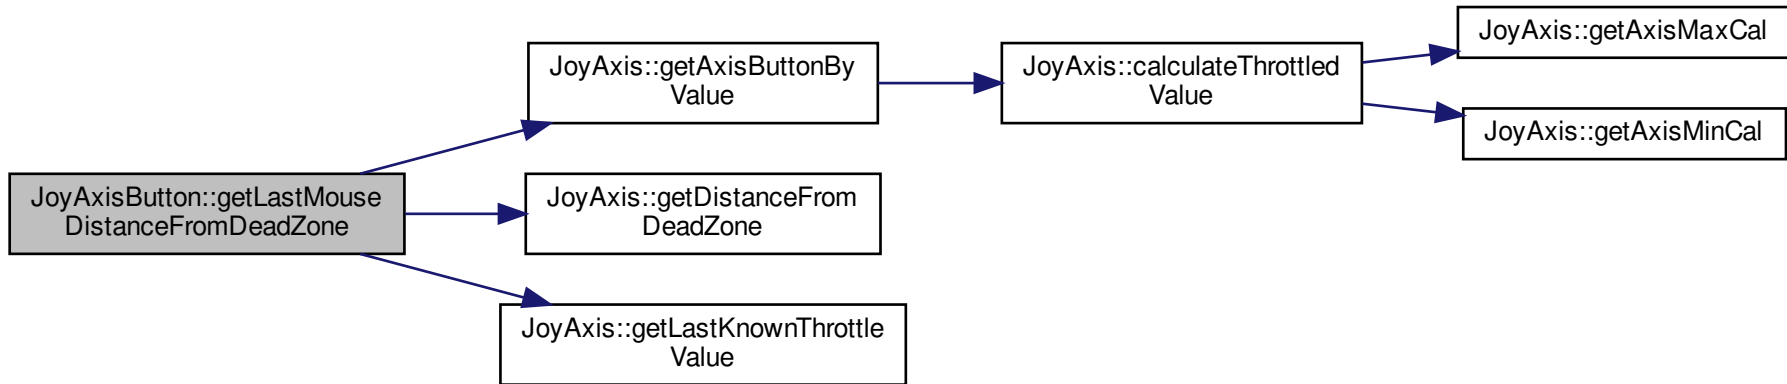 JoyAxisButton::getLastMouse
DistanceFromDeadZone
JoyAxis::getAxisButtonBy
Value
JoyAxis::calculateThrottled
Value
JoyAxis::getAxisMaxCal
JoyAxis::getAxisMinCal
JoyAxis::getDistanceFrom
DeadZone
JoyAxis::getLastKnownThrottle
Value